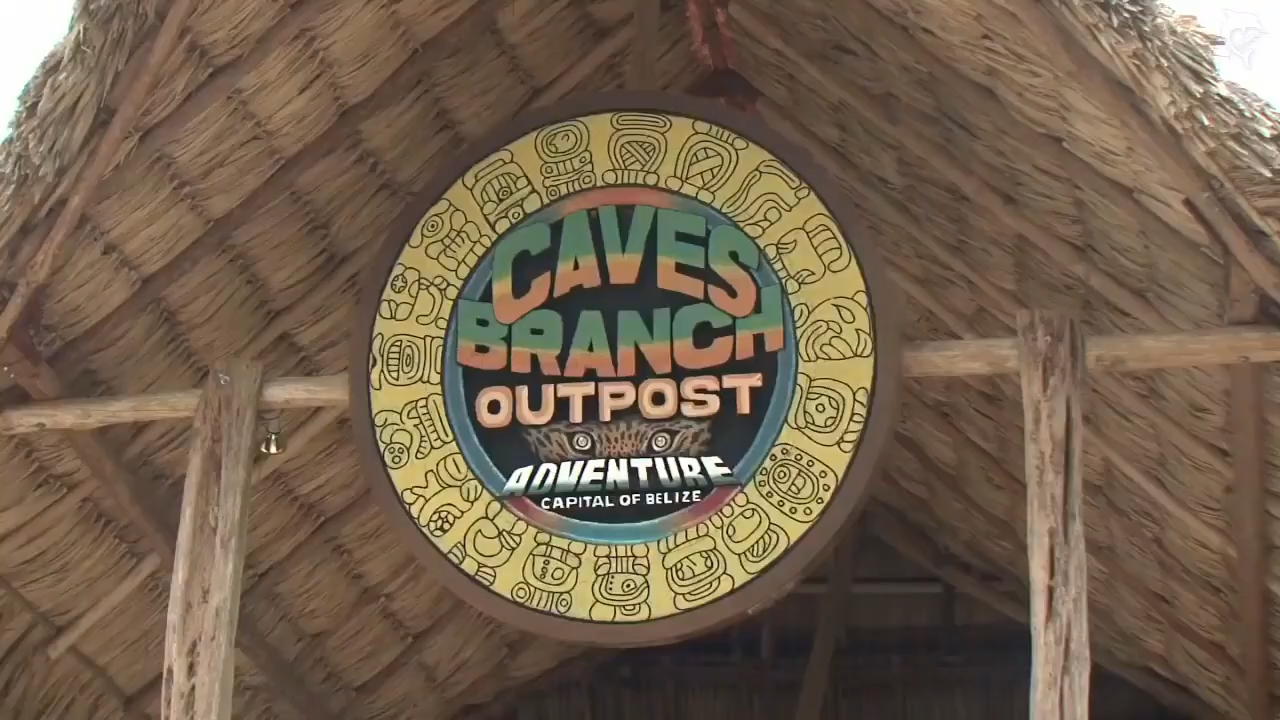 CAVES
BRANCH
OUTPOST
ADVENTURE
CAPITAL OF BELIZE